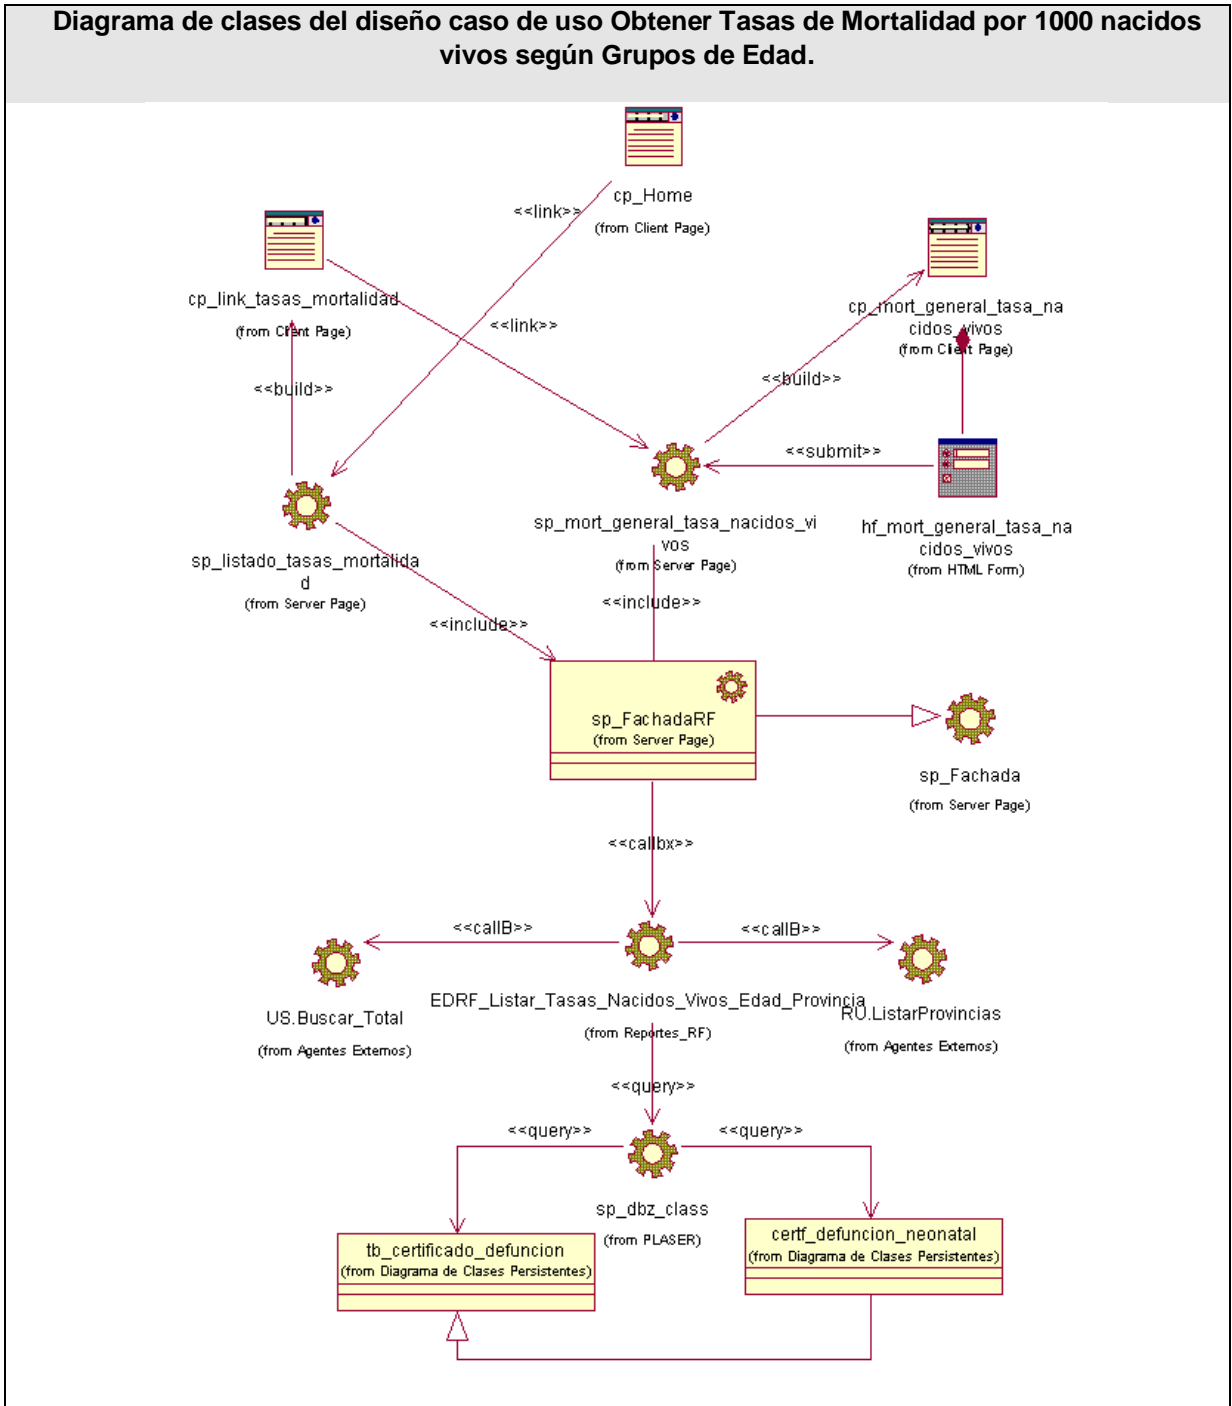 Diagrama de clases del diseño caso de uso Obtener Tasas de Mortalidad por 1000 nacidos
vivos según Grupos de Edad.
cp_Home
(from Client Page)
<<link>>
cp_link_tasas_mortalidad
(from Client Page)
cp_mort_general_tasa_na
cidos_vivos
(from Client Page)
<<link>>
<<build>>
<<build>>
<<submit>>
sp_mort_general_tasa_nacidos_vi
vos
(from Server Page)
hf_mort_general_tasa_na
cidos_vivos
(from HTML Form)
sp_listado_tasas_mortalida
d
(from Server Page)
<<include>>
<<include>>
sp_FachadaRF
(from Server Page)
sp_Fachada
(from Server Page)
<<callbx>>
<<callB>>
<<callB>>
EDRF_Listar_Tasas_Nacidos_Vivos_Edad_Provincia
(from Reportes_RF)
US.Buscar_Total
(from Agentes Externos)
RU.ListarProvincias
(from Agentes Externos)
<<query>>
<<query>>
<<query>>
sp_dbz_class
(from PLASER)
tb_certificado_defuncion
(from Diagrama de Clases Persistentes)
certf_defuncion_neonatal
(from Diagrama de Clases Persistentes)